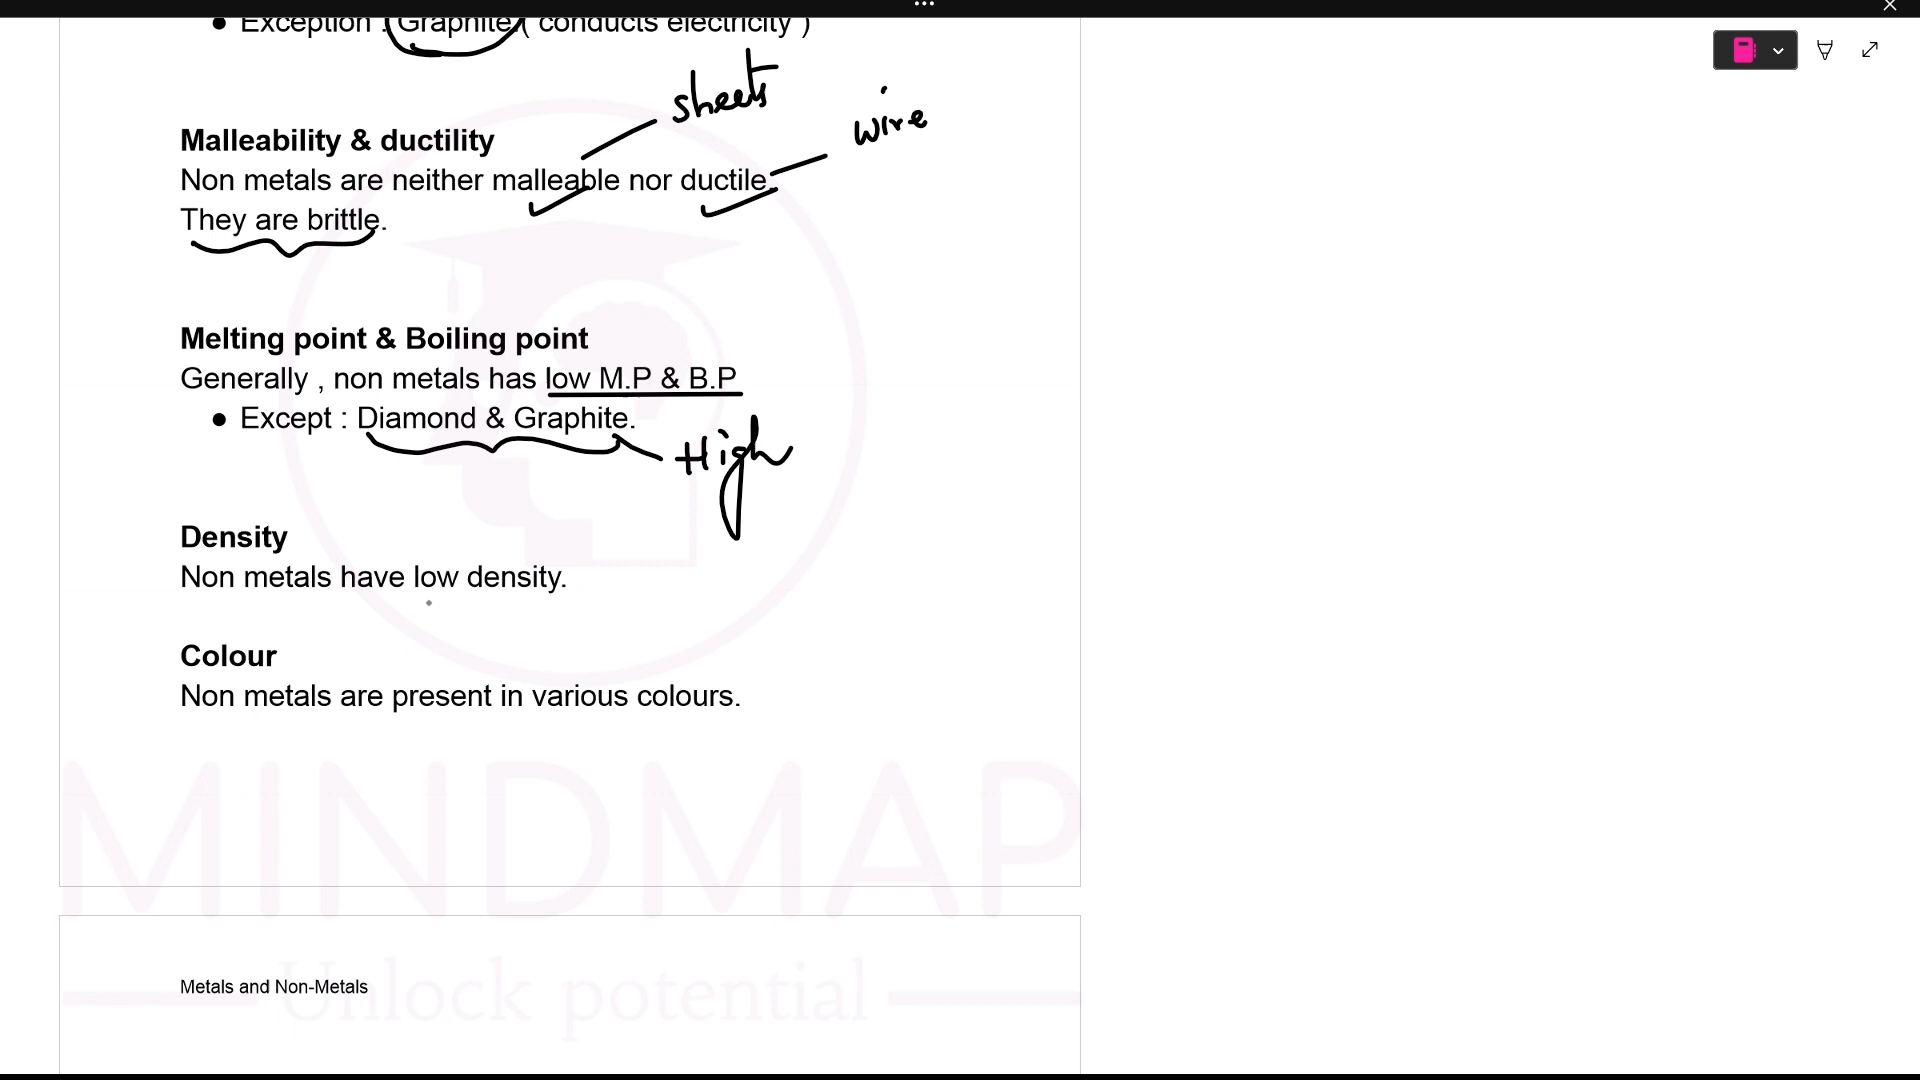 ● Exception : Graphite ( conducts electricity )
sheets
wire
Malleability & ductility
Non metals are neither malleable nor ductile.
They are brittle.
Melting point & Boiling point
Generally , non metals has low M.P & B.P
● Except : Diamond & Graphite.
High
Density
Non metals have low density.
Colour
Non metals are present in various colours.
MINDMAP
Metals and Non-Metals
Unlock potential